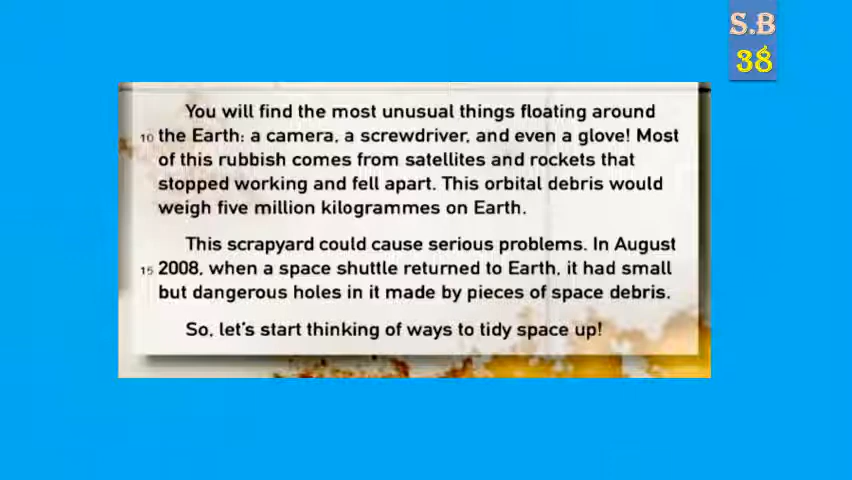 S.B
38
You will find the most unusual things floating around
10 the Earth: a camera, a screwdriver, and even a glove! Most
of this rubbish comes from satellites and rockets that
stopped working and fell apart. This orbital debris would
weigh five million kilogrammes on Earth.
This scrapyard could cause serious problems. In August
15 2008, when a space shuttle returned to Earth, it had small
but dangerous holes in it made by pieces of space debris.
So, let's start thinking of ways to tidy space up!